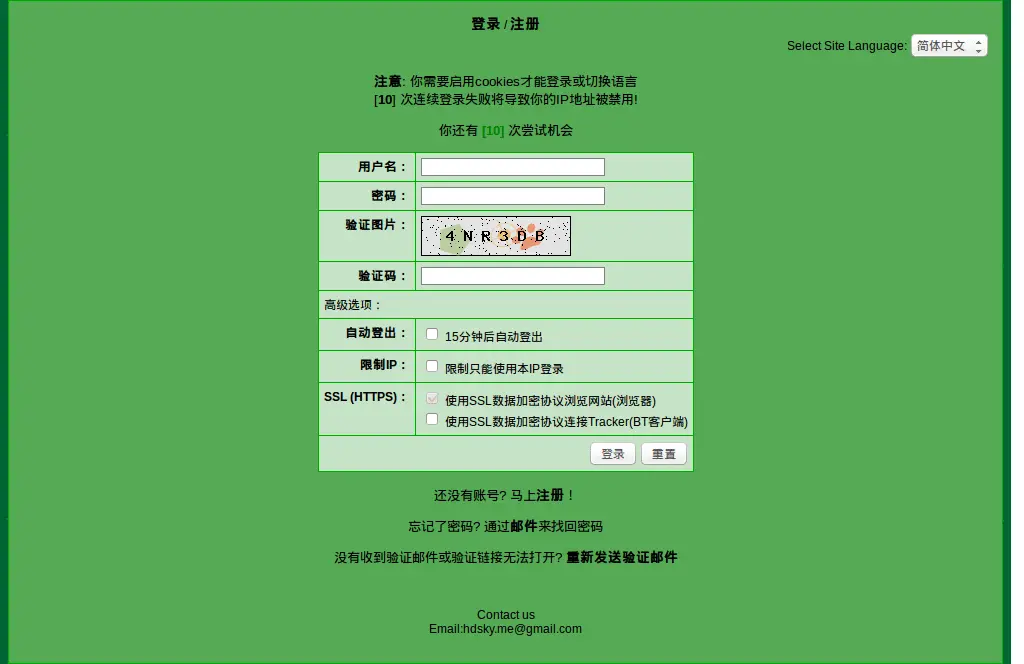 登录 / 注册
Select Site Language: 简体中文
注意: 你需要启用cookies才能登录或切换语言
[10] 次连续登录失败将导致你的IP地址被禁用!
你还有 [10] 次尝试机会
用户名：
密码：
验证图片： 4NR3DB
验证码：
高级选项：
自动登出： 15分钟后自动登出
限制IP： 限制只能使用本IP登录
SSL (HTTPS)： 使用SSL数据加密协议浏览网站(浏览器)
使用SSL数据加密协议连接Tracker(BT客户端)
登录 重置
还没有账号? 马上注册！
忘记了密码? 通过邮件来找回密码
没有收到验证邮件或验证链接无法打开? 重新发送验证邮件
Contact us
Email:hdsky.me@gmail.com